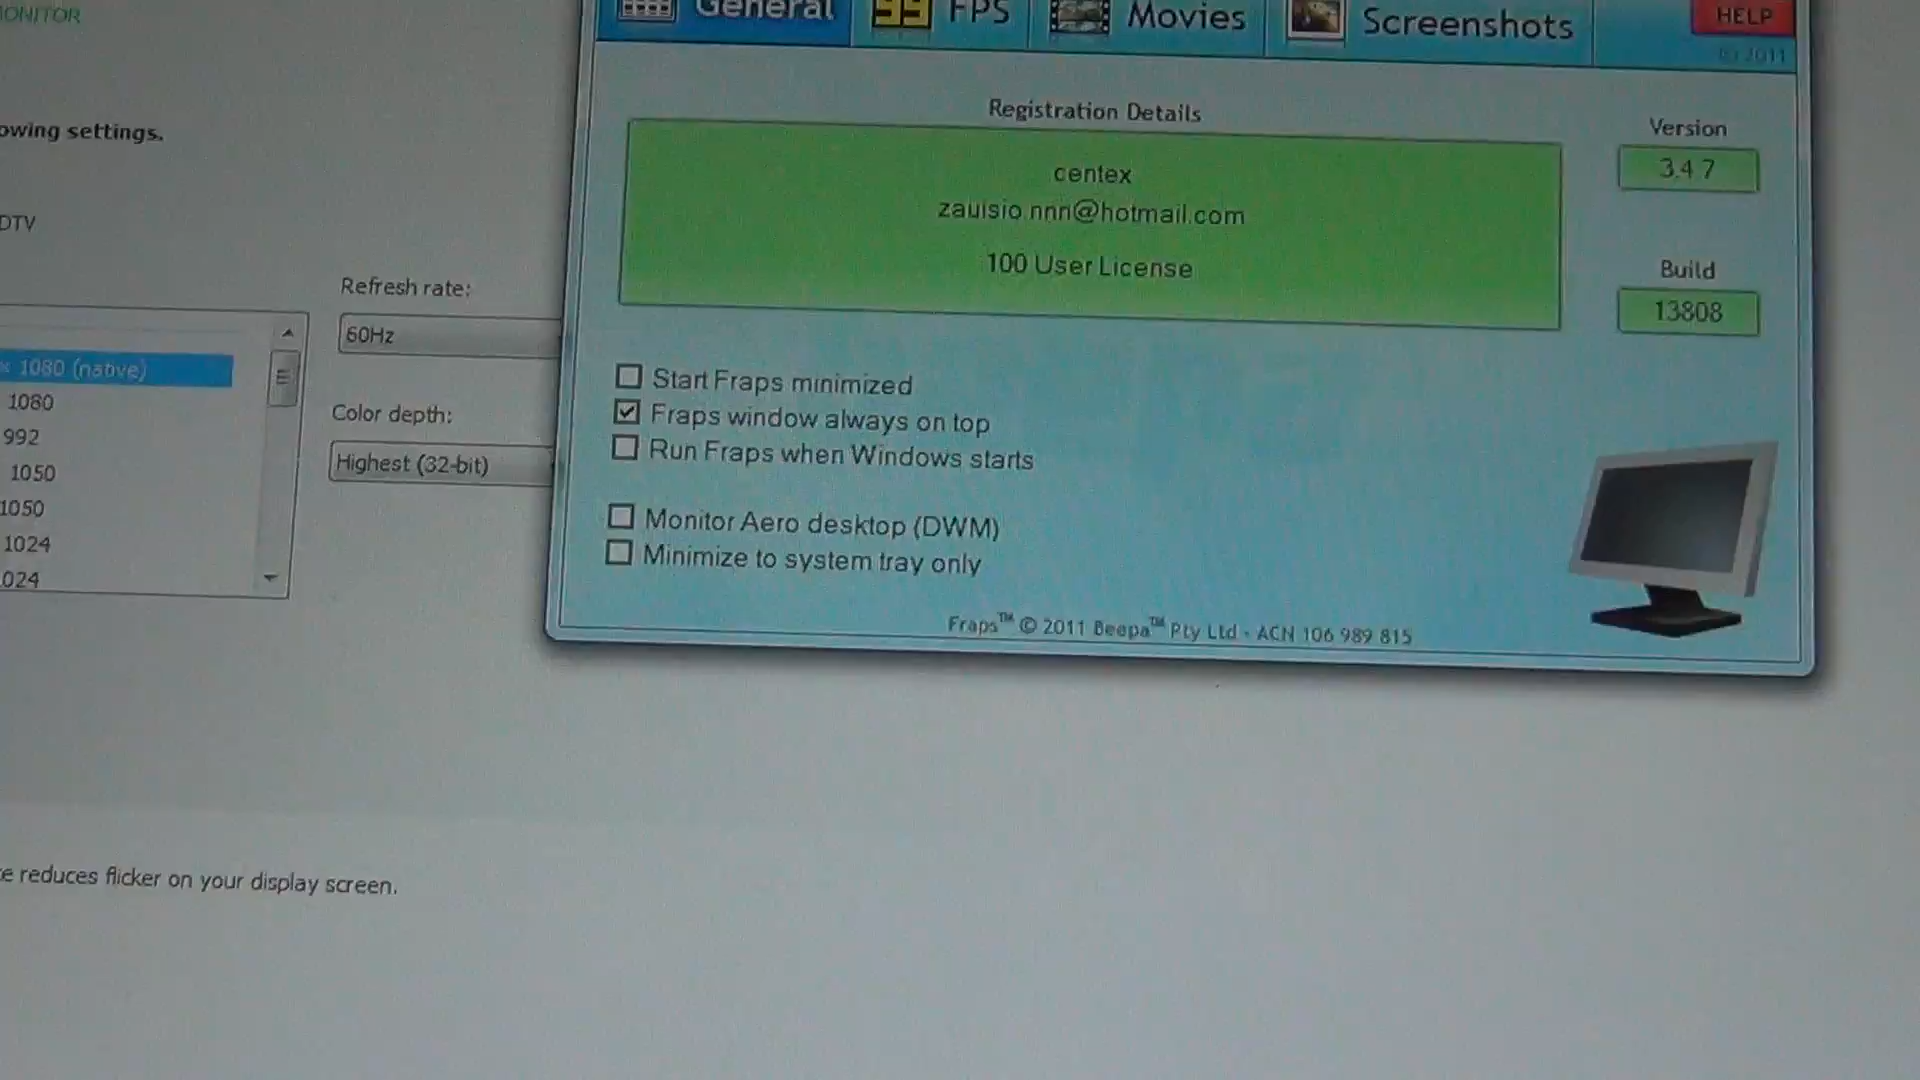 MONITOR
owing settings.
DTV
Refresh rate:
60Hz
x 1080 (native)
1080
992
1050
1050
1024
1024
Color depth:
Highest (32-bit)
e reduces flicker on your display screen.
General
99 FPS
Movies
Screenshots
HELP
(c) 2011
Registration Details
centex
zauisio.nnn@hotmail.com
100 User License
Version
3.4.7
Build
13808
Start Fraps minimized
Fraps window always on top
Run Fraps when Windows starts
Monitor Aero desktop (DWM)
Minimize to system tray only
Fraps™ © 2011 Beepa™ Pty Ltd - ACN 106 989 815